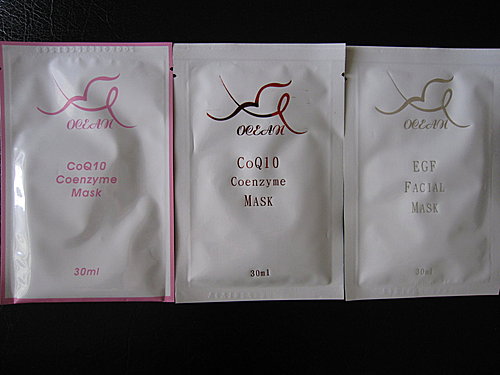 OCEAN
CoQ10
Coenzyme
Mask
30ml
OCEAN
CoQ10
Coenzyme
MASK
30ml
OCEAN
EGF
FACIAL
MASK
30ml